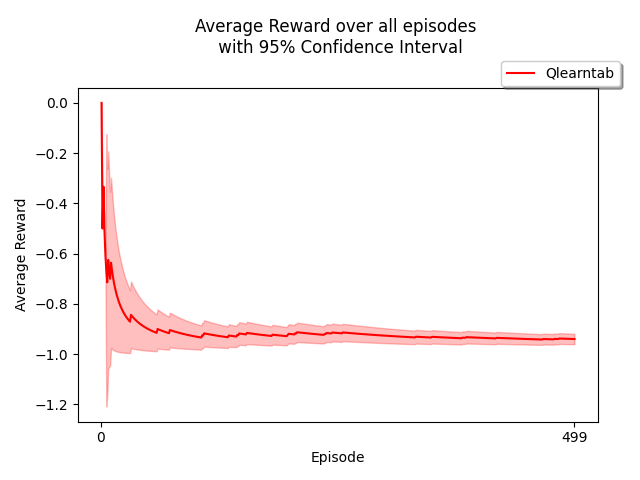 Average Reward over all episodes
with 95% Confidence Interval
Qlearntab
0.0
−0.2
−0.4
−0.6
−0.8
−1.0
−1.2
Average Reward
0
499
Episode